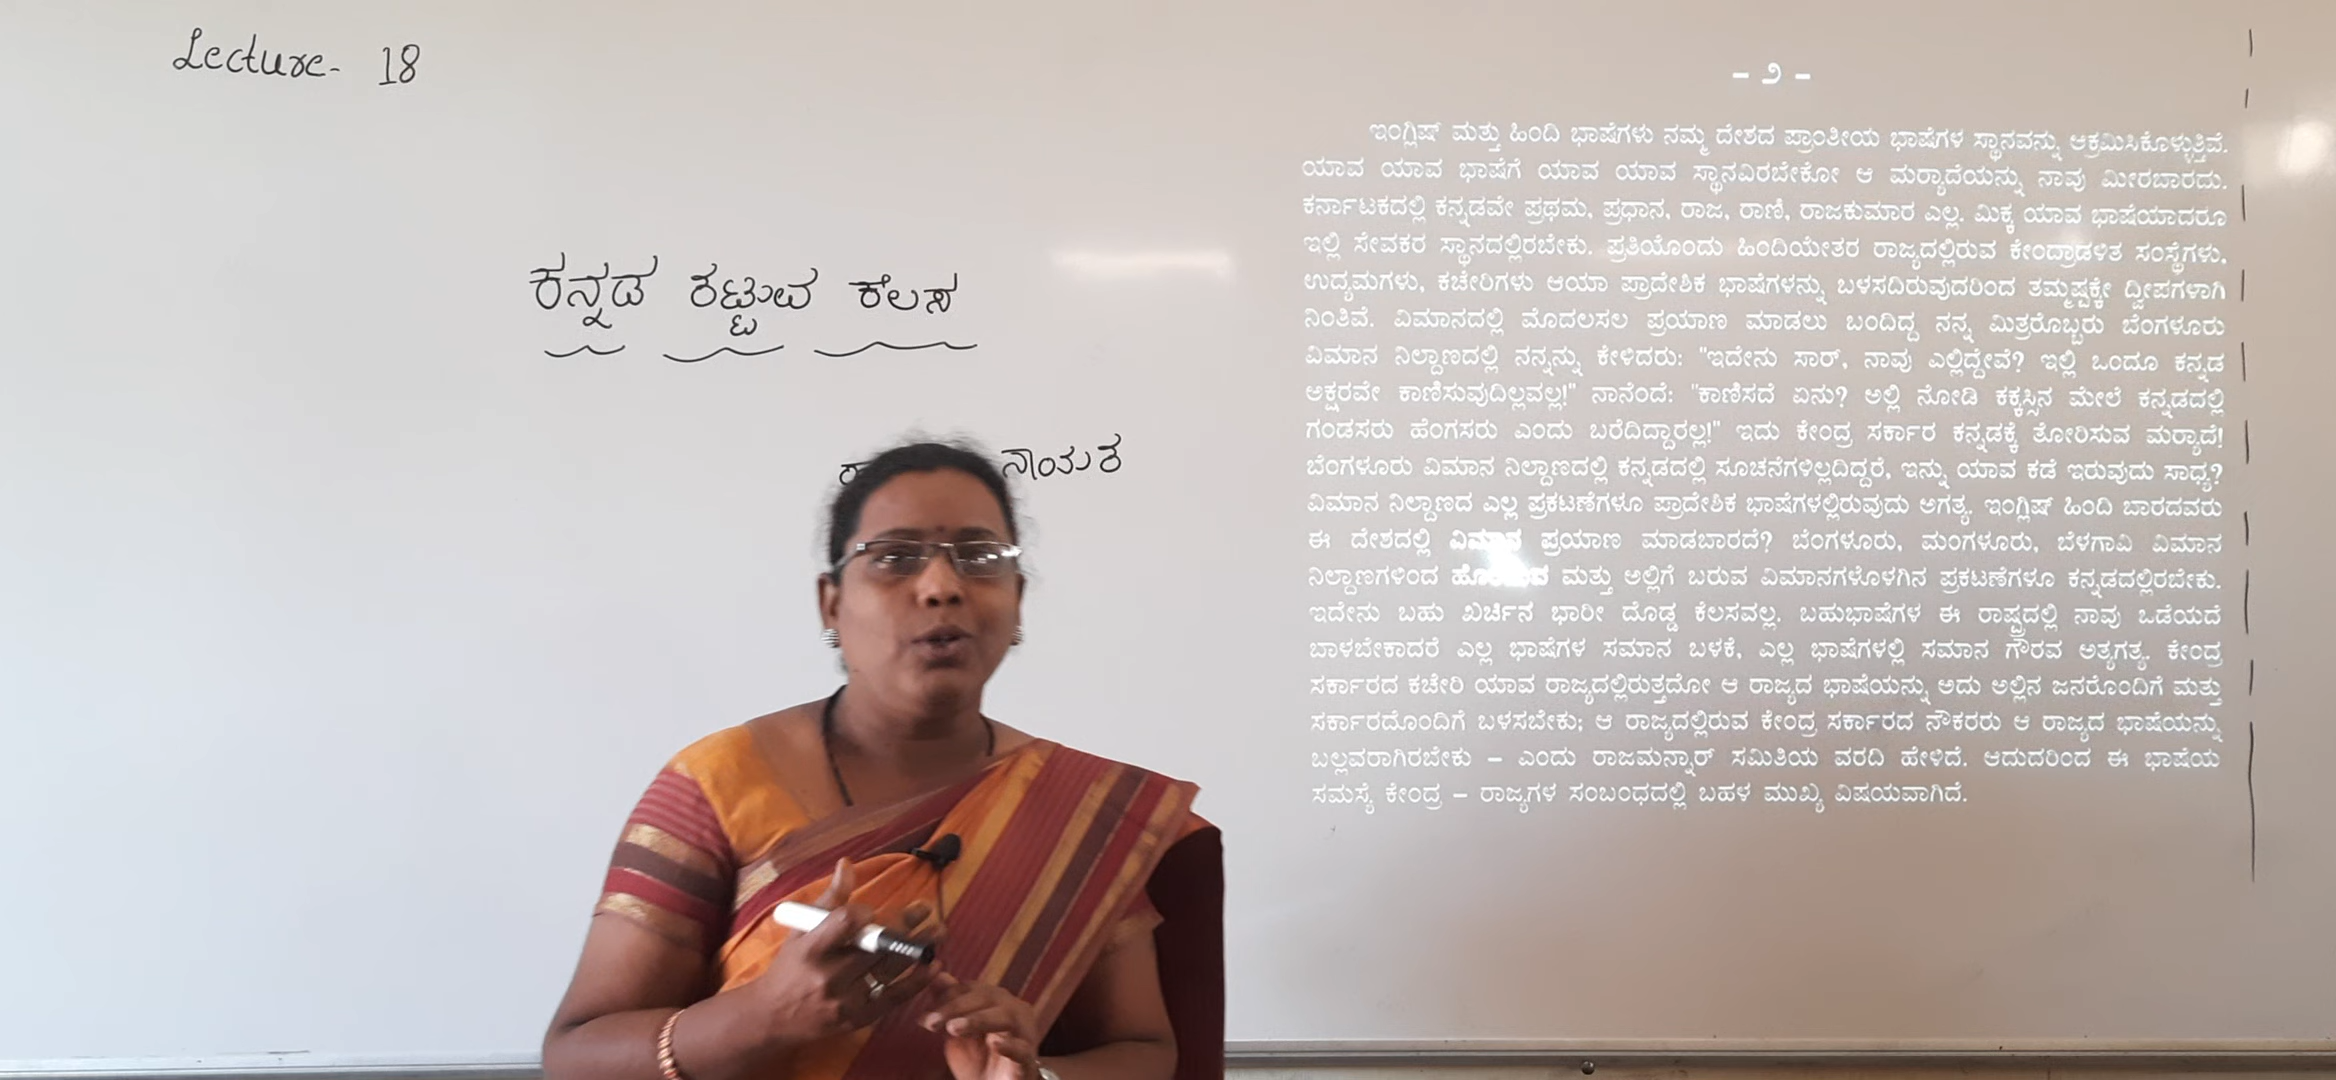 Lecture- 18
ಕನ್ನಡ ಕಟ್ಟುವ ಕೆಲಸ
ನಾಯಕ
– ೨ –
ಇಂಗ್ಲಿಷ್ ಮತ್ತು ಹಿಂದಿ ಭಾಷೆಗಳು ನಮ್ಮ ದೇಶದ ಪ್ರಾಂತೀಯ ಭಾಷೆಗಳ ಸ್ಥಾನವನ್ನು ಆಕ್ರಮಿಸಿಕೊಳ್ಳುತ್ತಿವೆ.
ಯಾವ ಯಾವ ಭಾಷೆಗೆ ಯಾವ ಯಾವ ಸ್ಥಾನವಿರಬೇಕೋ ಆ ಮರ‍್ಯಾದೆಯನ್ನು ನಾವು ಮೀರಬಾರದು.
ಕರ್ನಾಟಕದಲ್ಲಿ ಕನ್ನಡವೇ ಪ್ರಥಮ, ಪ್ರಧಾನ, ರಾಜ, ರಾಣಿ, ರಾಜಕುಮಾರ ಎಲ್ಲ. ಮಿಕ್ಕ ಯಾವ ಭಾಷೆಯಾದರೂ
ಇಲ್ಲಿ ಸೇವಕರ ಸ್ಥಾನದಲ್ಲಿರಬೇಕು. ಪ್ರತಿಯೊಂದು ಹಿಂದಿಯೇತರ ರಾಜ್ಯದಲ್ಲಿರುವ ಕೇಂದ್ರಾಡಳಿತ ಸಂಸ್ಥೆಗಳು,
ಉದ್ಯಮಗಳು, ಕಚೇರಿಗಳು ಆಯಾ ಪ್ರಾದೇಶಿಕ ಭಾಷೆಗಳನ್ನು ಬಳಸದಿರುವುದರಿಂದ ತಮ್ಮಷ್ಟಕ್ಕೇ ದ್ವೀಪಗಳಾಗಿ
ನಿಂತಿವೆ. ವಿಮಾನದಲ್ಲಿ ಮೊದಲಸಲ ಪ್ರಯಾಣ ಮಾಡಲು ಬಂದಿದ್ದ ನನ್ನ ಮಿತ್ರರೊಬ್ಬರು ಬೆಂಗಳೂರು
ವಿಮಾನ ನಿಲ್ದಾಣದಲ್ಲಿ ನನ್ನನ್ನು ಕೇಳಿದರು: "ಇದೇನು ಸಾರ್, ನಾವು ಎಲ್ಲಿದ್ದೇವೆ? ಇಲ್ಲಿ ಒಂದೂ ಕನ್ನಡ
ಅಕ್ಷರವೇ ಕಾಣಿಸುವುದಿಲ್ಲವಲ್ಲ!" ನಾನೆಂದೆ: "ಕಾಣಿಸದೆ ಏನು? ಅಲ್ಲಿ ನೋಡಿ ಕಕ್ಕಸ್ಸಿನ ಮೇಲೆ ಕನ್ನಡದಲ್ಲಿ
ಗಂಡಸರು ಹೆಂಗಸರು ಎಂದು ಬರೆದಿದ್ದಾರಲ್ಲ!" ಇದು ಕೇಂದ್ರ ಸರ್ಕಾರ ಕನ್ನಡಕ್ಕೆ ತೋರಿಸುವ ಮರ‍್ಯಾದೆ!
ಬೆಂಗಳೂರು ವಿಮಾನ ನಿಲ್ದಾಣದಲ್ಲಿ ಕನ್ನಡದಲ್ಲಿ ಸೂಚನೆಗಳಿಲ್ಲದಿದ್ದರೆ, ಇನ್ನು ಯಾವ ಕಡೆ ಇರುವುದು ಸಾಧ್ಯ?
ವಿಮಾನ ನಿಲ್ದಾಣದ ಎಲ್ಲ ಪ್ರಕಟಣೆಗಳೂ ಪ್ರಾದೇಶಿಕ ಭಾಷೆಗಳಲ್ಲಿರುವುದು ಅಗತ್ಯ. ಇಂಗ್ಲಿಷ್ ಹಿಂದಿ ಬಾರದವರು
ಈ ದೇಶದಲ್ಲಿ ವಿಮಾನ ಪ್ರಯಾಣ ಮಾಡಬಾರದೆ? ಬೆಂಗಳೂರು, ಮಂಗಳೂರು, ಬೆಳಗಾವಿ ವಿಮಾನ
ನಿಲ್ದಾಣಗಳಿಂದ ಮತ್ತು ಅಲ್ಲಿಗೆ ಬರುವ ವಿಮಾನಗಳೊಳಗಿನ ಪ್ರಕಟಣೆಗಳೂ ಕನ್ನಡದಲ್ಲಿರಬೇಕು.
ಇದೇನು ಬಹು ಖರ್ಚಿನ ಭಾರೀ ದೊಡ್ಡ ಕೆಲಸವಲ್ಲ. ಬಹುಭಾಷೆಗಳ ಈ ರಾಷ್ಟ್ರದಲ್ಲಿ ನಾವು ಒಡೆಯದೆ
ಬಾಳಬೇಕಾದರೆ ಎಲ್ಲ ಭಾಷೆಗಳ ಸಮಾನ ಬಳಕೆ, ಎಲ್ಲ ಭಾಷೆಗಳಲ್ಲಿ ಸಮಾನ ಗೌರವ ಅತ್ಯಗತ್ಯ. ಕೇಂದ್ರ
ಸರ್ಕಾರದ ಕಚೇರಿ ಯಾವ ರಾಜ್ಯದಲ್ಲಿರುತ್ತದೋ ಆ ರಾಜ್ಯದ ಭಾಷೆಯನ್ನು ಅದು ಅಲ್ಲಿನ ಜನರೊಂದಿಗೆ ಮತ್ತು
ಸರ್ಕಾರದೊಂದಿಗೆ ಬಳಸಬೇಕು; ಆ ರಾಜ್ಯದಲ್ಲಿರುವ ಕೇಂದ್ರ ಸರ್ಕಾರದ ನೌಕರರು ಆ ರಾಜ್ಯದ ಭಾಷೆಯನ್ನು
ಬಲ್ಲವರಾಗಿರಬೇಕು – ಎಂದು ರಾಜಮನ್ನಾರ್ ಸಮಿತಿಯ ವರದಿ ಹೇಳಿದೆ. ಆದುದರಿಂದ ಈ ಭಾಷೆಯ
ಸಮಸ್ಯೆ ಕೇಂದ್ರ – ರಾಜ್ಯಗಳ ಸಂಬಂಧದಲ್ಲಿ ಬಹಳ ಮುಖ್ಯ ವಿಷಯವಾಗಿದೆ.